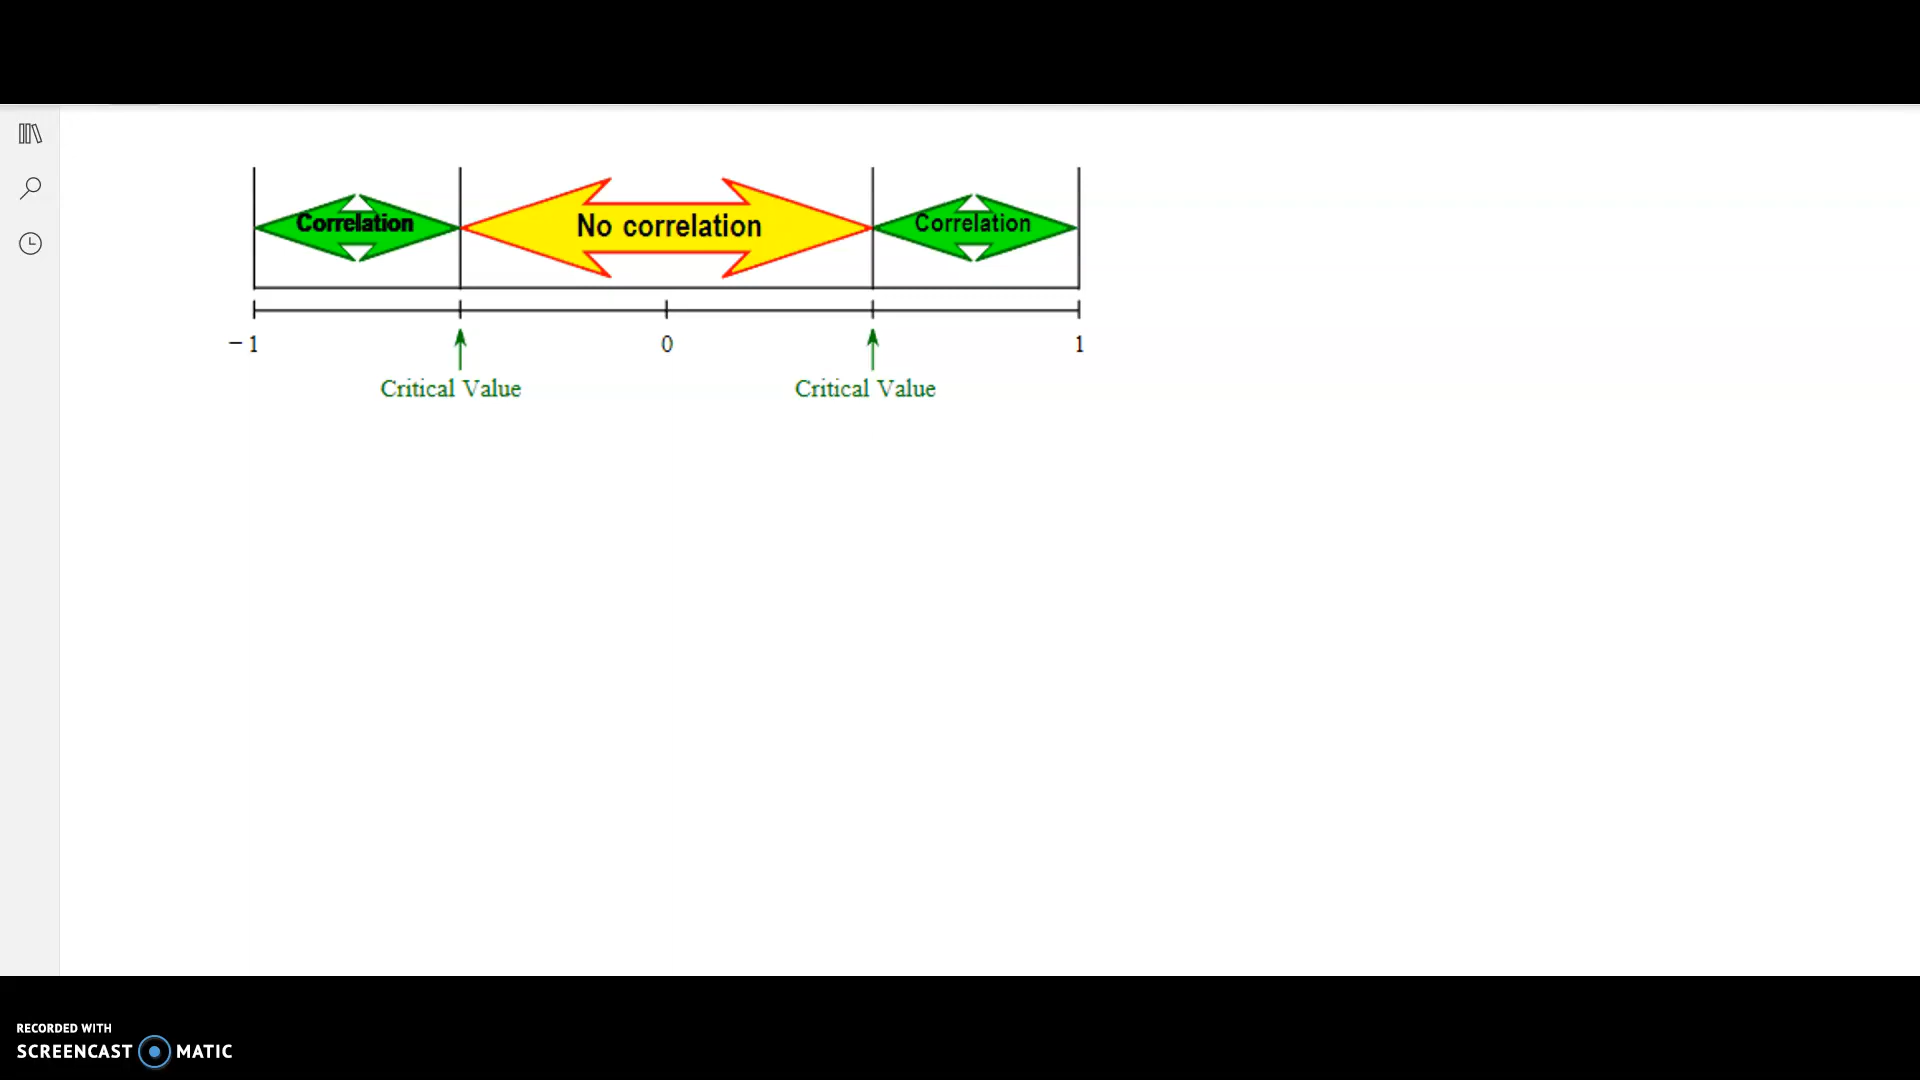 Correlation No correlation Correlation
−1 0 1
Critical Value Critical Value
RECORDED WITH
SCREENCAST MATIC